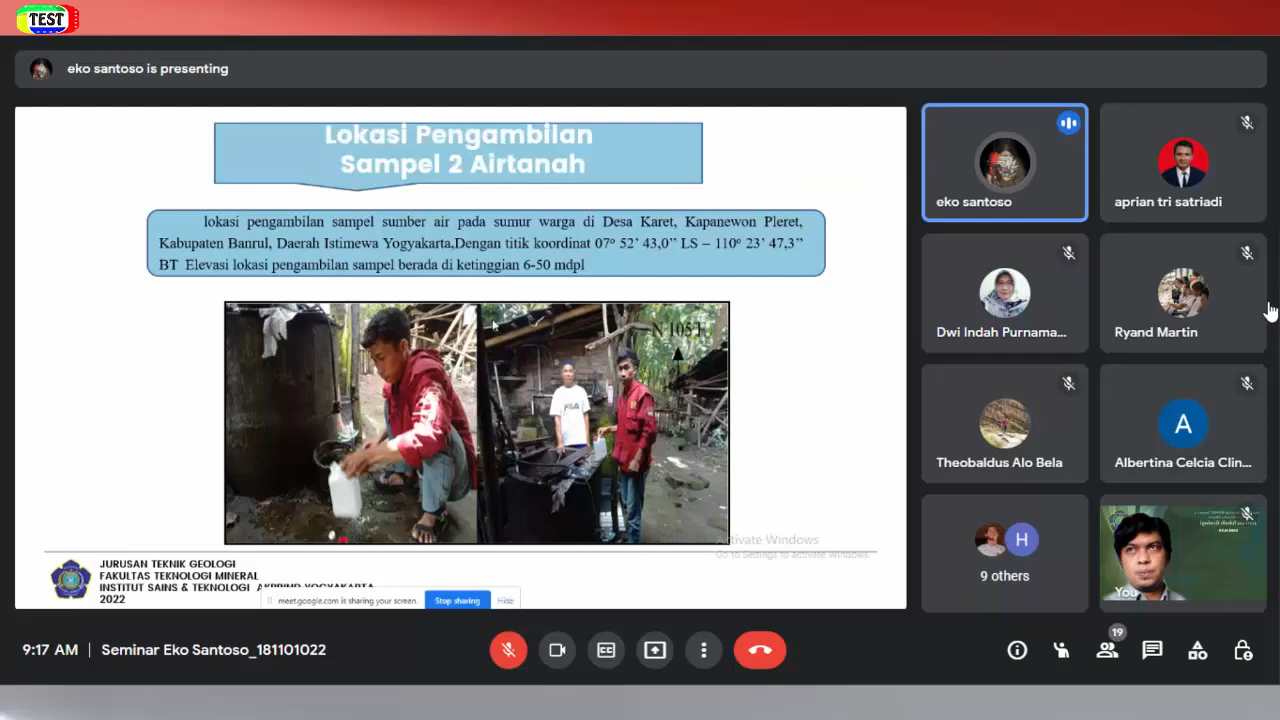 TEST
eko santoso is presenting
Lokasi Pengambilan
Sampel 2 Airtanah
lokasi pengambilan sampel sumber air pada sumur warga di Desa Karet, Kapanewon Pleret,
Kabupaten Banrul, Daerah Istimewa Yogyakarta,Dengan titik koordinat 07º 52’ 43,0’’ LS – 110º 23’ 47,3’’
BT Elevasi lokasi pengambilan sampel berada di ketinggian 6-50 mdpl
N 105
FILA
Activate Windows
Go to Settings to activate Windows.
JURUSAN TEKNIK GEOLOGI
FAKULTAS TEKNOLOGI MINERAL
INSTITUT SAINS & TEKNOLOGI AKPRIND YOGYAKARTA
2022
meet.google.com is sharing your screen.
Stop sharing
Hide
eko santoso
aprian tri satriadi
Dwi Indah Purnama...
Ryand Martin
Theobaldus Alo Bela
A
Albertina Celcia Clin...
H
9 others
You
9:17 AM | Seminar Eko Santoso_181101022
19